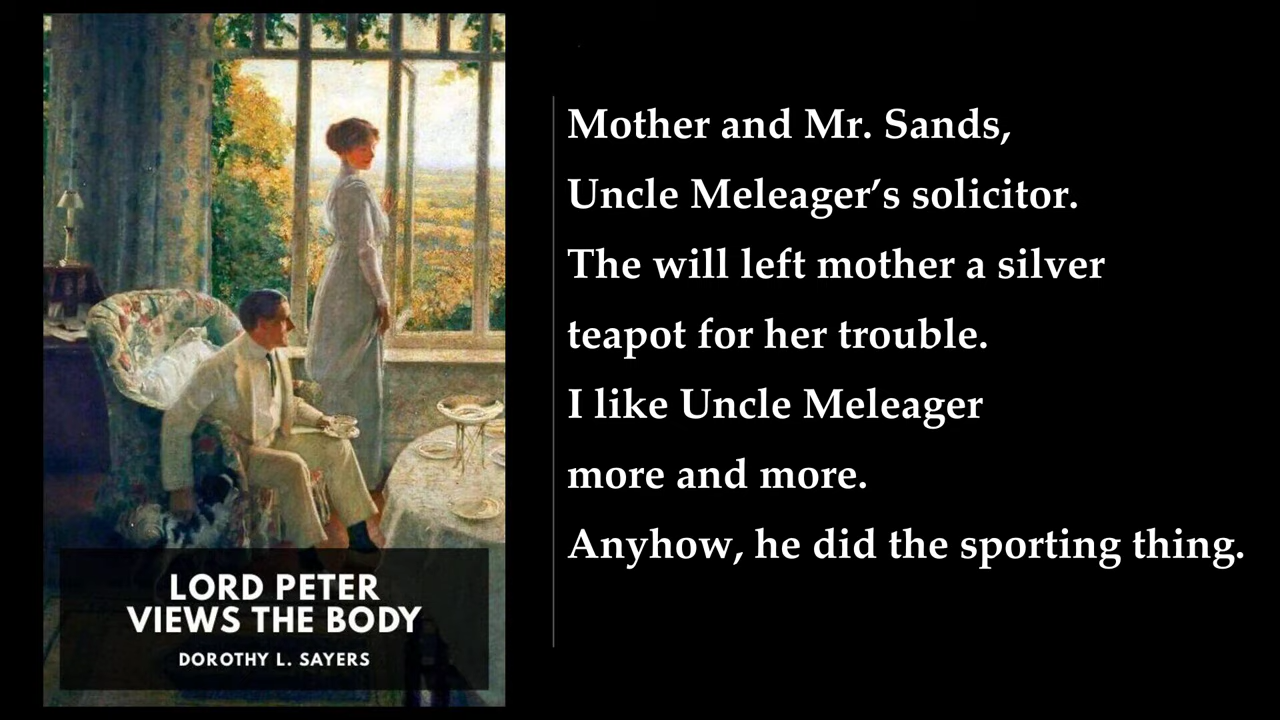 Mother and Mr. Sands,
Uncle Meleager’s solicitor.
The will left mother a silver
teapot for her trouble.
I like Uncle Meleager
more and more.
Anyhow, he did the sporting thing.
LORD PETER
VIEWS THE BODY
DOROTHY L. SAYERS